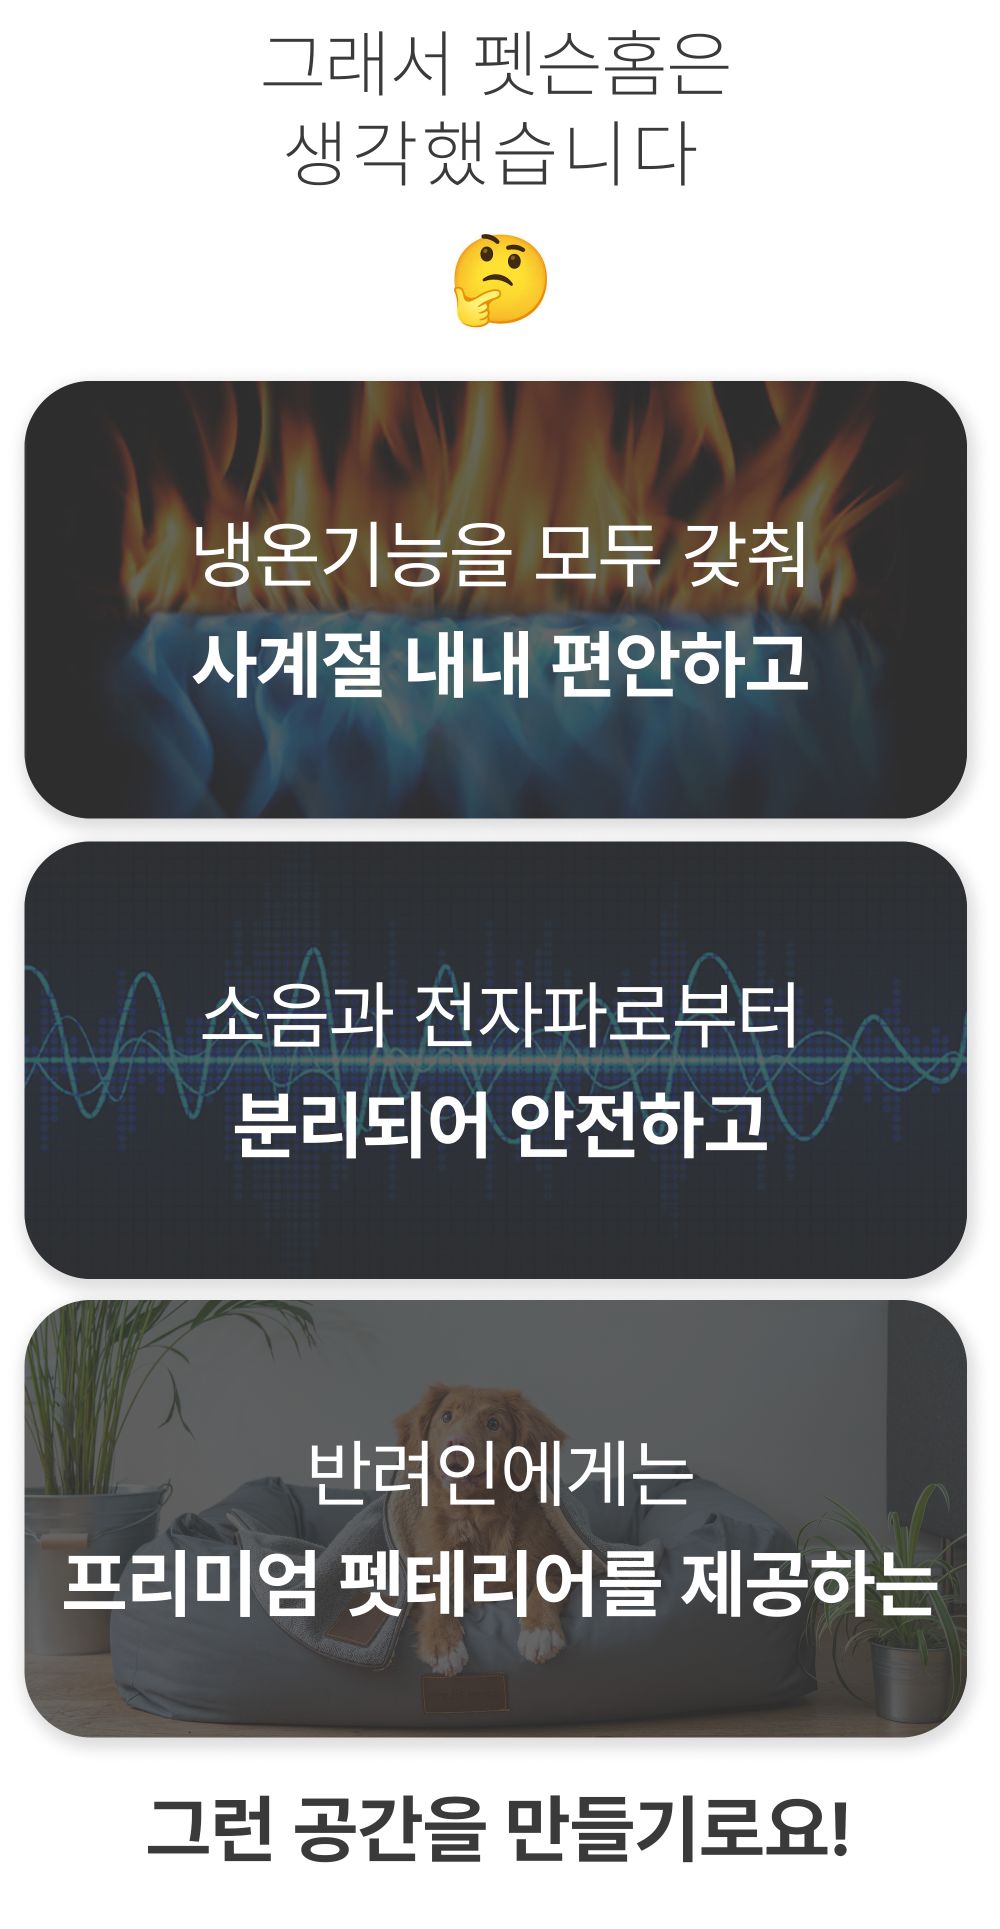 그래서 펫슨홈은
생각했습니다
냉온기능을 모두 갖춰
사계절 내내 편안하고
소음과 전자파로부터
분리되어 안전하고
반려인에게는
프리미엄 펫테리어를 제공하는
그런 공간을 만들기로요!